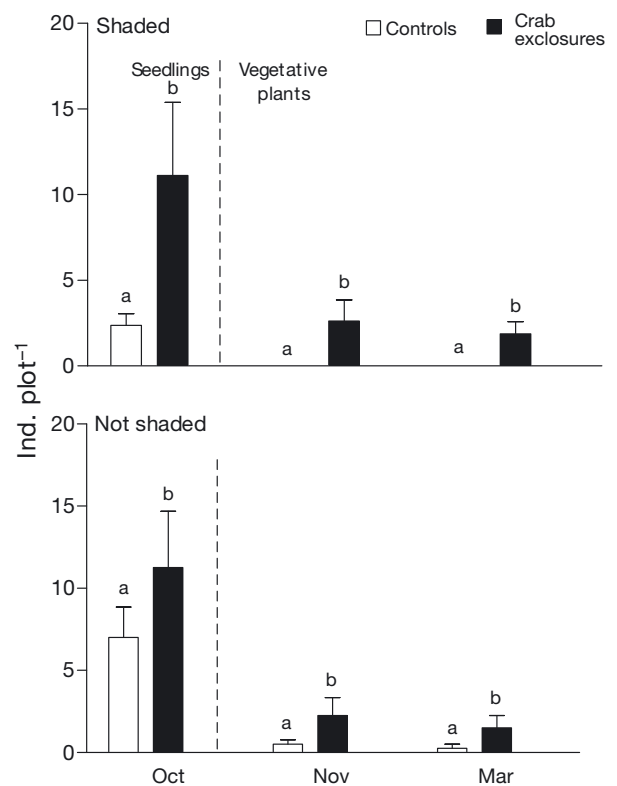 20
Shaded
Controls
Crab
exclosures
Seedlings
Vegetative
plants
b
15
10
5
a
a
b
a
b
0
Ind. plot⁻¹
20
Not shaded
15
b
a
10
5
a
b
a
b
0
Oct
Nov
Mar